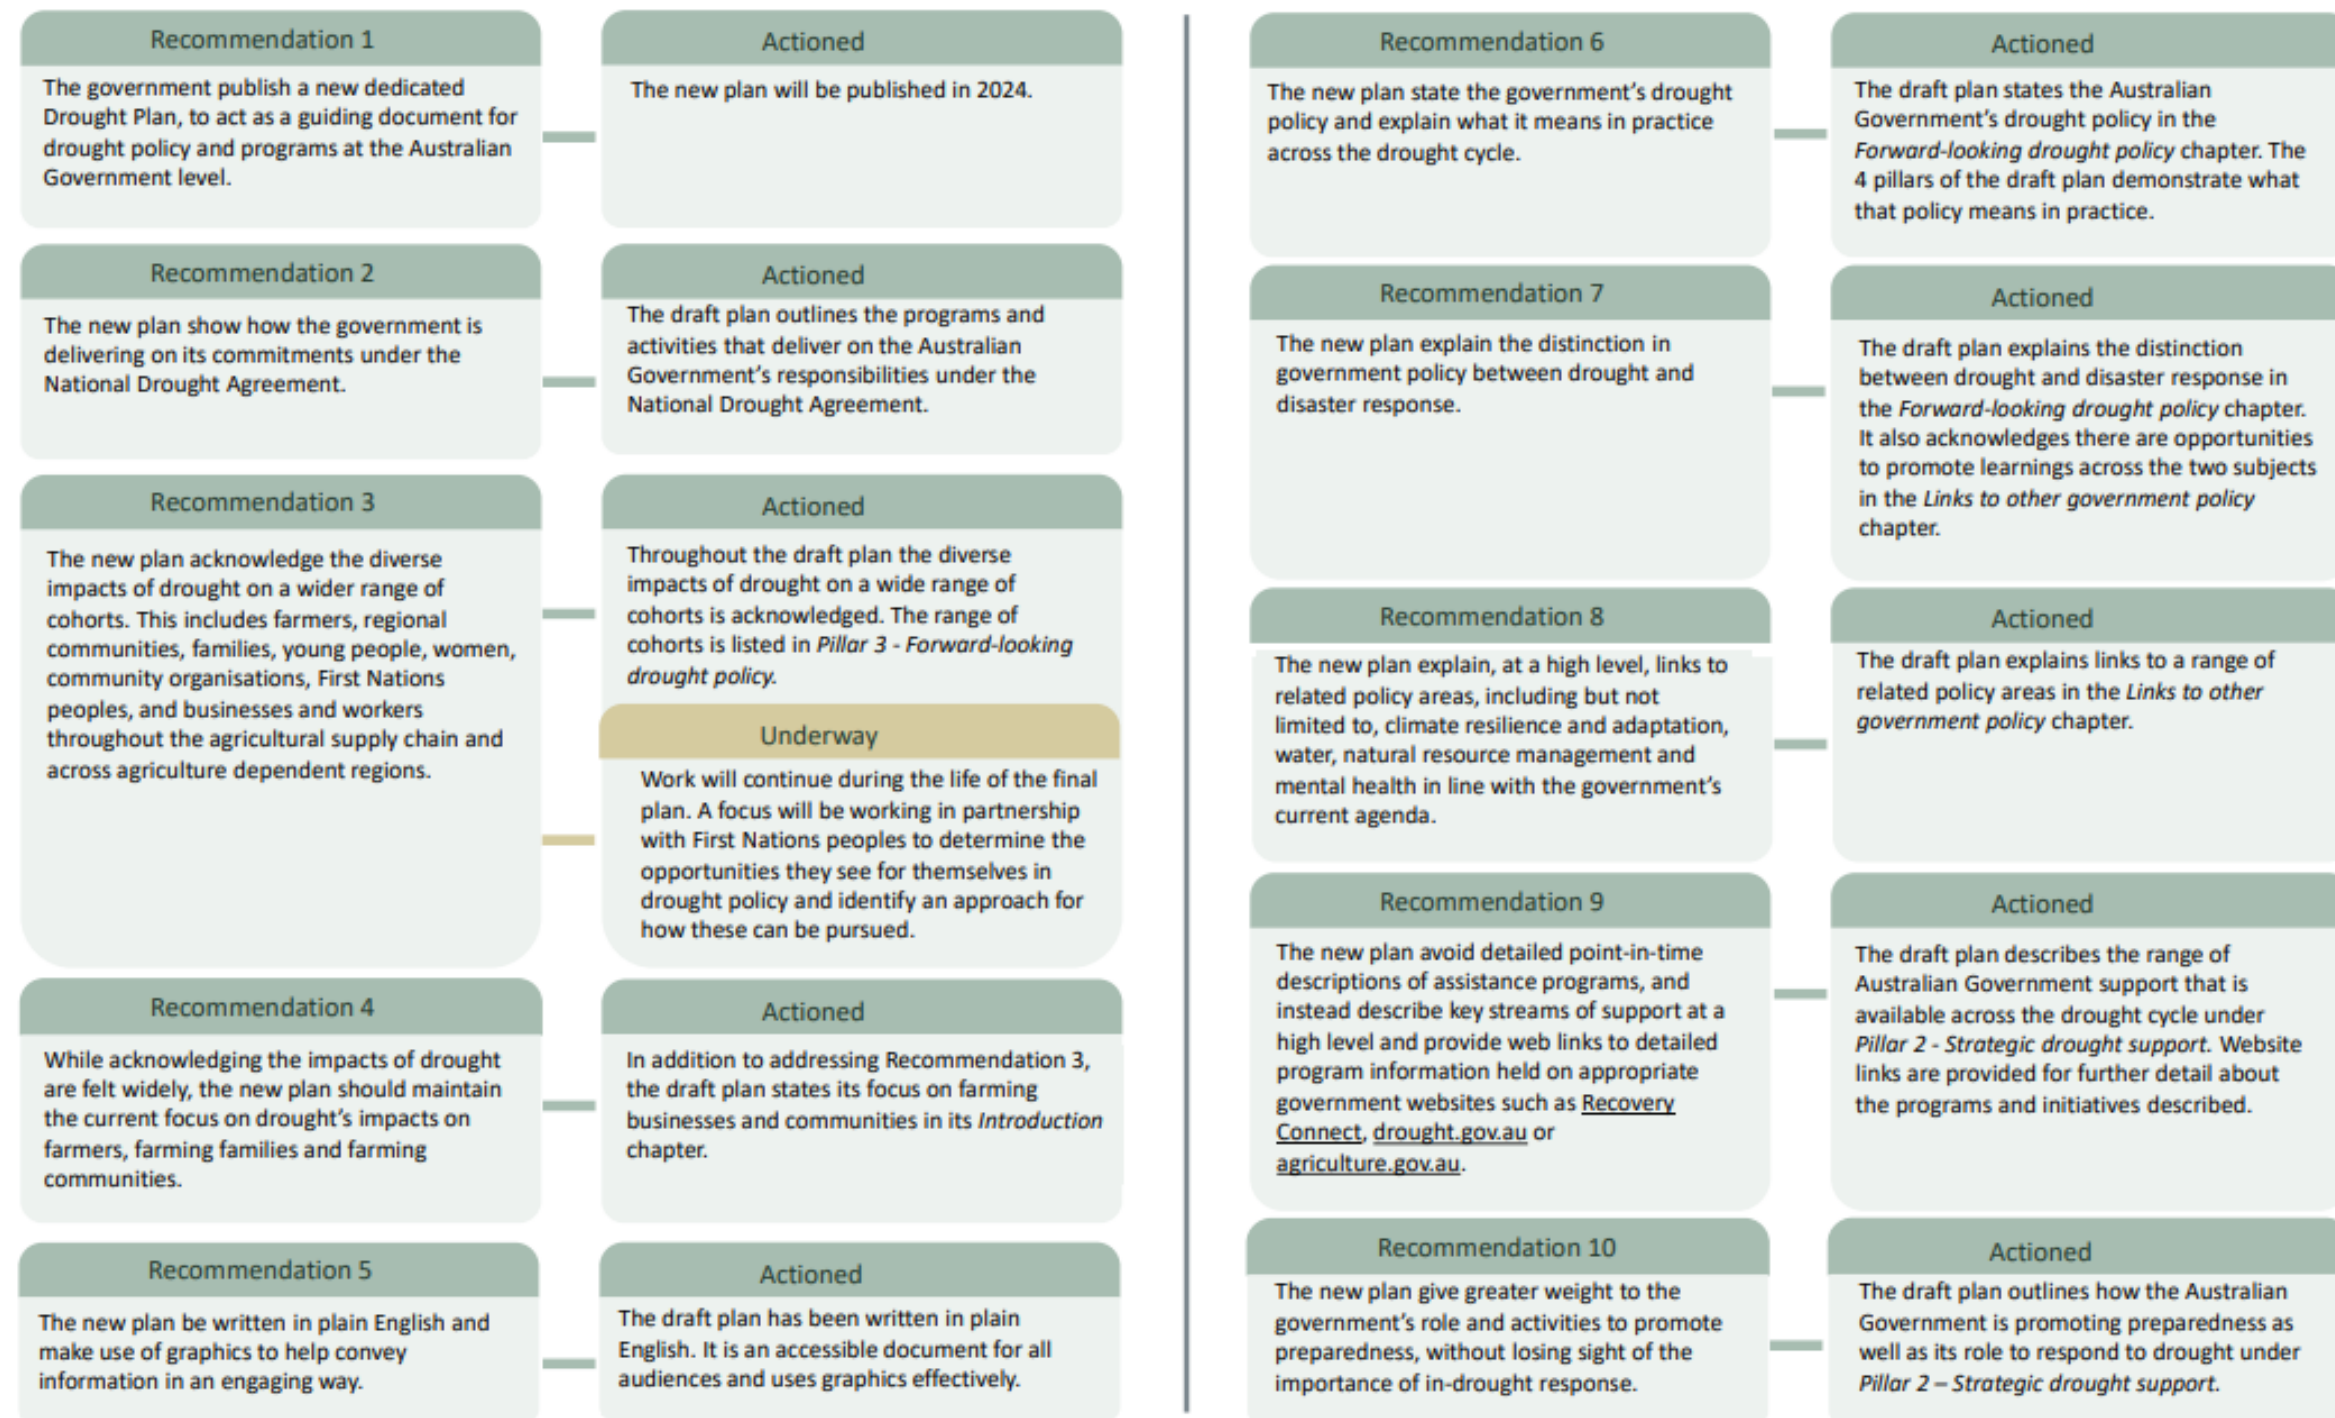 Recommendation 1
The government publish a new dedicated
Drought Plan, to act as a guiding document for
drought policy and programs at the Australian
Government level.
Actioned
The new plan will be published in 2024.
Recommendation 2
The new plan show how the government is
delivering on its commitments under the
National Drought Agreement.
Actioned
The draft plan outlines the programs and
activities that deliver on the Australian
Government's responsibilities under the
National Drought Agreement.
Recommendation 3
The new plan acknowledge the diverse
impacts of drought on a wider range of
cohorts. This includes farmers, regional
communities, families, young people, women,
community organisations, First Nations
peoples, and businesses and workers
throughout the agricultural supply chain and
across agriculture dependent regions.
Actioned
Throughout the draft plan the diverse
impacts of drought on a wide range of
cohorts is acknowledged. The range of
cohorts is listed in Pillar 3 - Forward-looking
drought policy.
Underway
Work will continue during the life of the final
plan. A focus will be working in partnership
with First Nations peoples to determine the
opportunities they see for themselves in
drought policy and identify an approach for
how these can be pursued.
Recommendation 4
While acknowledging the impacts of drought
are felt widely, the new plan should maintain
the current focus on drought's impacts on
farmers, farming families and farming
communities.
Actioned
In addition to addressing Recommendation 3,
the draft plan states its focus on farming
businesses and communities in its Introduction
chapter.
Recommendation 5
The new plan be written in plain English and
make use of graphics to help convey
information in an engaging way.
Actioned
The draft plan has been written in plain
English. It is an accessible document for all
audiences and uses graphics effectively.
Recommendation 6
The new plan state the government's drought
policy and explain what it means in practice
across the drought cycle.
Actioned
The draft plan states the Australian
Government's drought policy in the
Forward-looking drought policy chapter. The
4 pillars of the draft plan demonstrate what
that policy means in practice.
Recommendation 7
The new plan explain the distinction in
government policy between drought and
disaster response.
Actioned
The draft plan explains the distinction
between drought and disaster response in
the Forward-looking drought policy chapter.
It also acknowledges there are opportunities
to promote learnings across the two subjects
in the Links to other government policy
chapter.
Recommendation 8
The new plan explain, at a high level, links to
related policy areas, including but not
limited to, climate resilience and adaptation,
water, natural resource management and
mental health in line with the government's
current agenda.
Actioned
The draft plan explains links to a range of
related policy areas in the Links to other
government policy chapter.
Recommendation 9
The new plan avoid detailed point-in-time
descriptions of assistance programs, and
instead describe key streams of support at a
high level and provide web links to detailed
program information held on appropriate
government websites such as Recovery
Connect, drought.gov.au or
agriculture.gov.au.
Actioned
The draft plan describes the range of
Australian Government support that is
available across the drought cycle under
Pillar 2 - Strategic drought support. Website
links are provided for further detail about
the programs and initiatives described.
Recommendation 10
The new plan give greater weight to the
government's role and activities to promote
preparedness, without losing sight of the
importance of in-drought response.
Actioned
The draft plan outlines how the Australian
Government is promoting preparedness as
well as its role to respond to drought under
Pillar 2 – Strategic drought support.